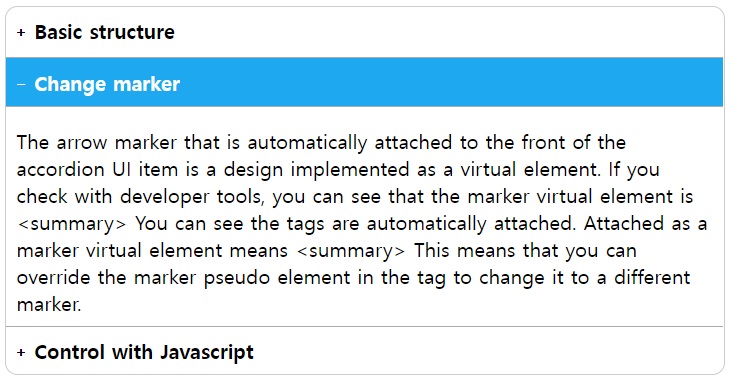 + Basic structure
− Change marker
The arrow marker that is automatically attached to the front of the
accordion UI item is a design implemented as a virtual element. If you
check with developer tools, you can see that the marker virtual element is
<summary> You can see the tags are automatically attached. Attached as a
marker virtual element means <summary> This means that you can
override the marker pseudo element in the tag to change it to a different
marker.
+ Control with Javascript